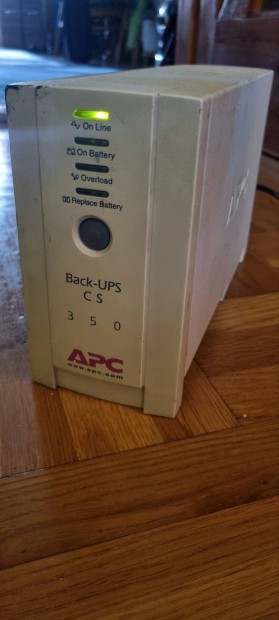 On Line
On Battery
Overload
Replace Battery
Back-UPS
CS
350
APC
www.apc.com